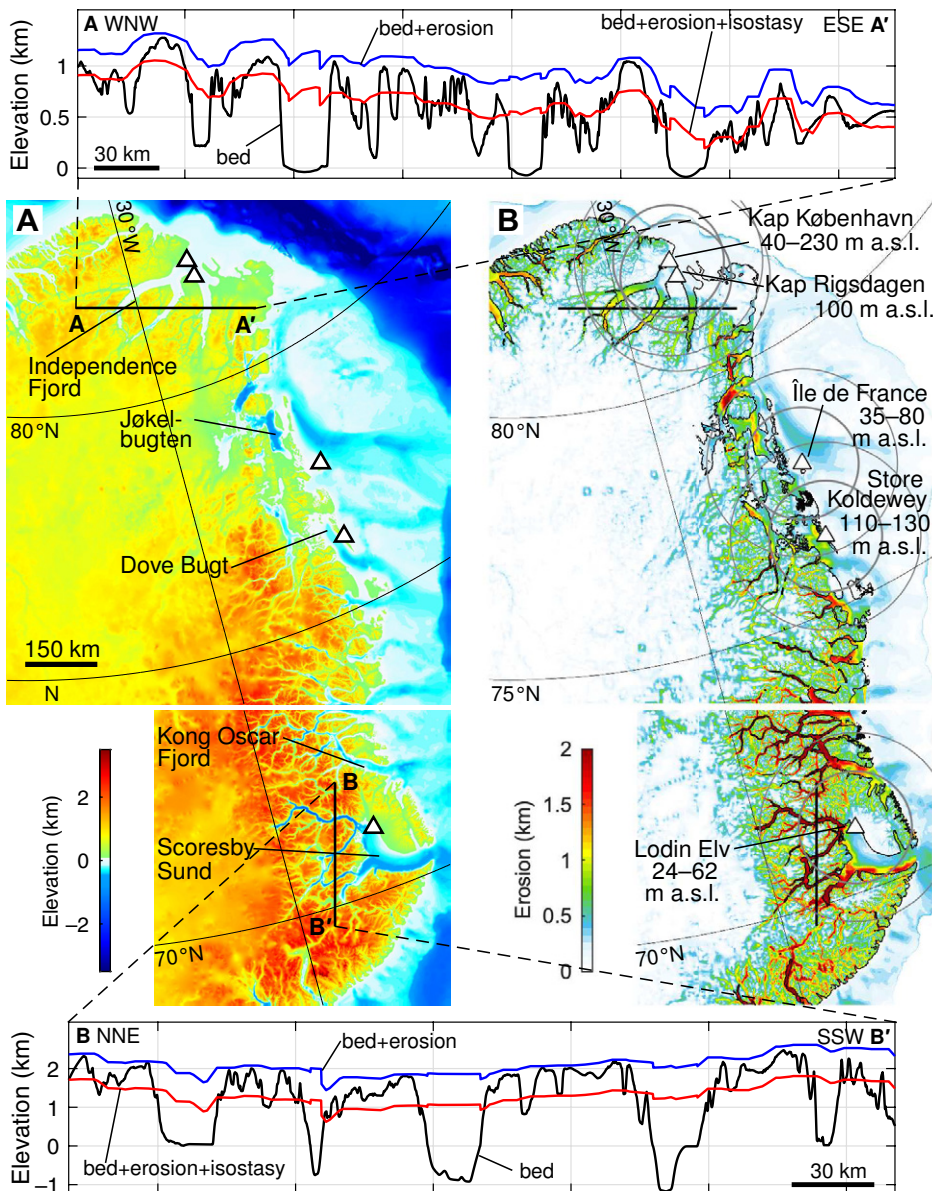 A WNW
bed+erosion
bed+erosion+isostasy
ESE A′
Elevation (km)
1
0.5
0
30 km
bed
A
30°W
A
A′
Independence
Fjord
Jøkel-
bugten
80°N
Dove Bugt
150 km
N
B
30°W
Kap København
40–230 m a.s.l.
Kap Rigsdagen
100 m a.s.l.
80°N
Île de France
35–80
m a.s.l.
Store
Koldewey
110–130
m a.s.l.
75°N
Elevation (km)
2
0
−2
Kong Oscar
Fjord
B
Scoresby
Sund
B′
70°N
Erosion (km)
2
1.5
1
0.5
0
Lodin Elv
24–62
m a.s.l.
70°N
B NNE
bed+erosion
SSW B′
Elevation (km)
2
1
0
−1
bed+erosion+isostasy
bed
30 km